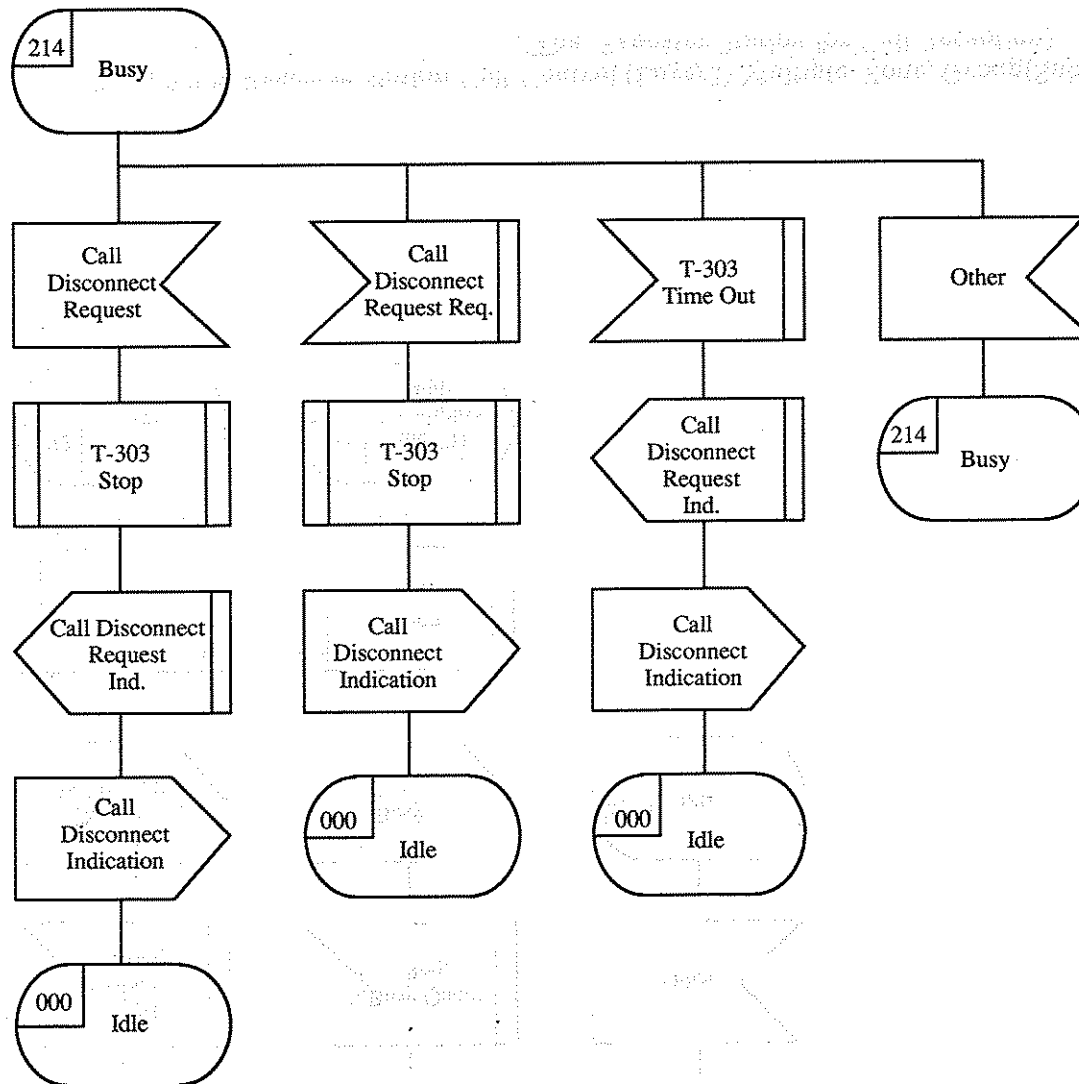 214
Busy
Call
Disconnect
Request
Call
Disconnect
Request Req.
T-303
Time Out
Other
T-303
Stop
T-303
Stop
Call
Disconnect
Request
Ind.
214
Busy
Call Disconnect
Request
Ind.
Call
Disconnect
Indication
Call
Disconnect
Indication
Call
Disconnect
Indication
000
Idle
000
Idle
000
Idle